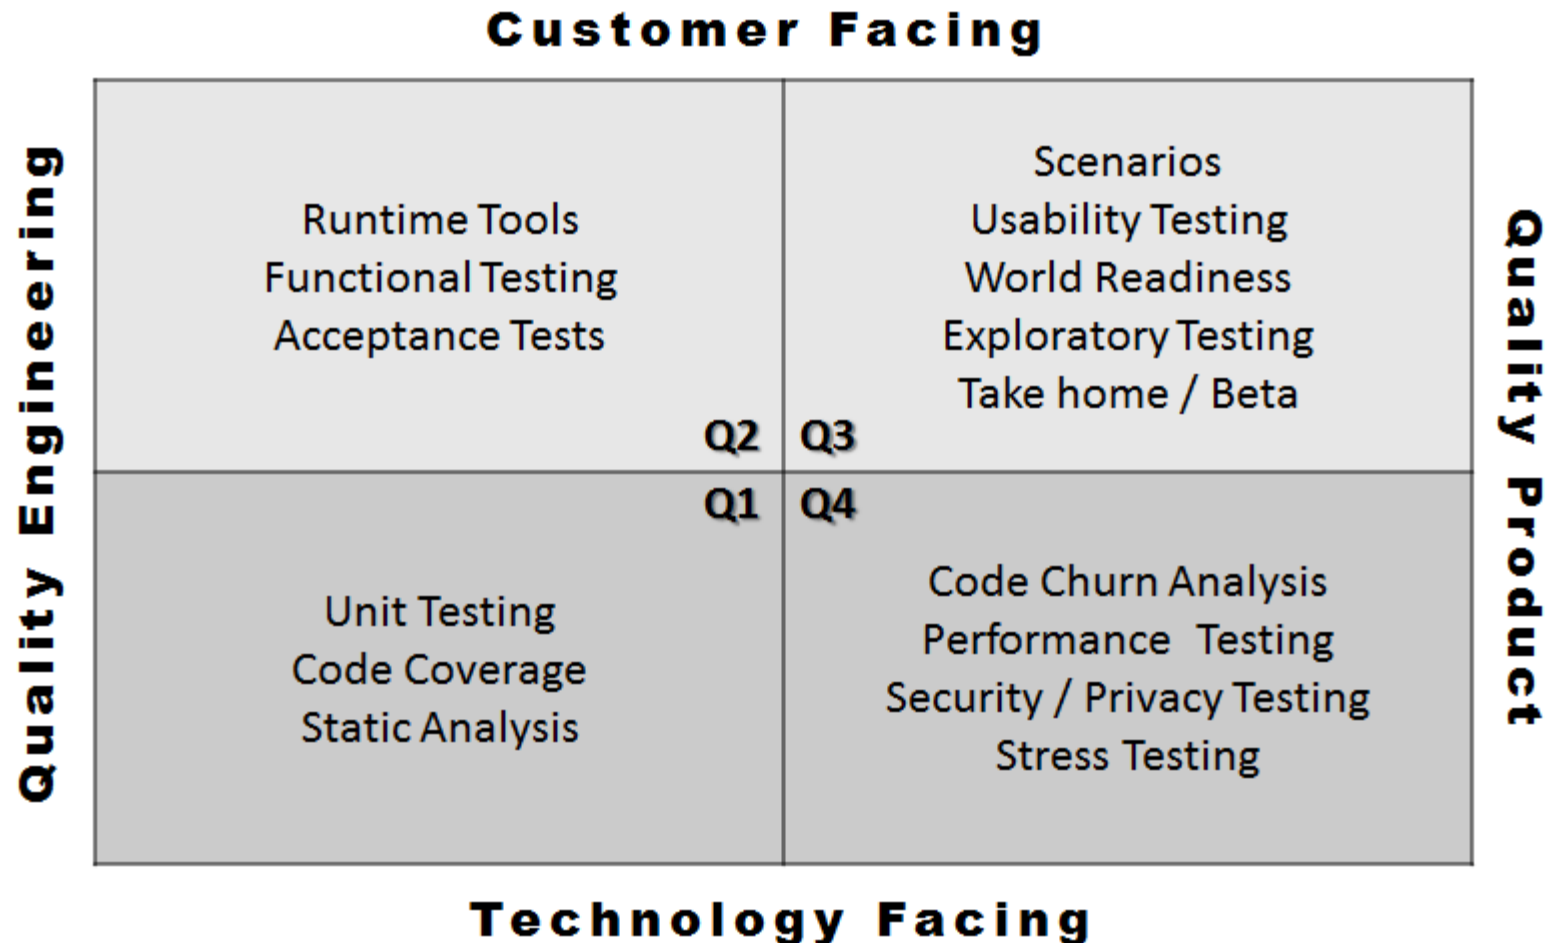 Customer Facing
Quality Engineering
Runtime Tools
Functional Testing
Acceptance Tests
Q2
Scenarios
Usability Testing
World Readiness
Exploratory Testing
Take home / Beta
Q3
Quality Product
Q1
Unit Testing
Code Coverage
Static Analysis
Q4
Code Churn Analysis
Performance Testing
Security / Privacy Testing
Stress Testing
Technology Facing